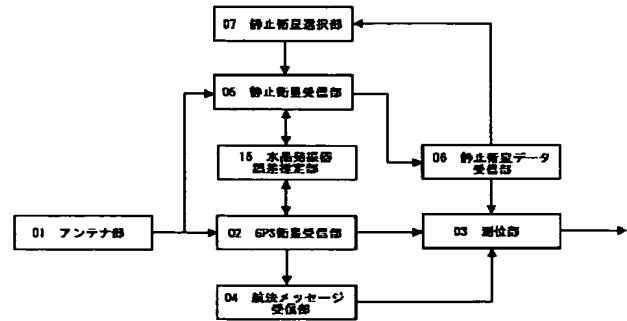 07 静止衛星選択部
05 静止衛星受信部
15 水晶発振器
誤差推定部
06 静止衛星データ
受信部
01 アンテナ部
02 GPS衛星受信部
03 測位部
04 航法メッセージ
受信部